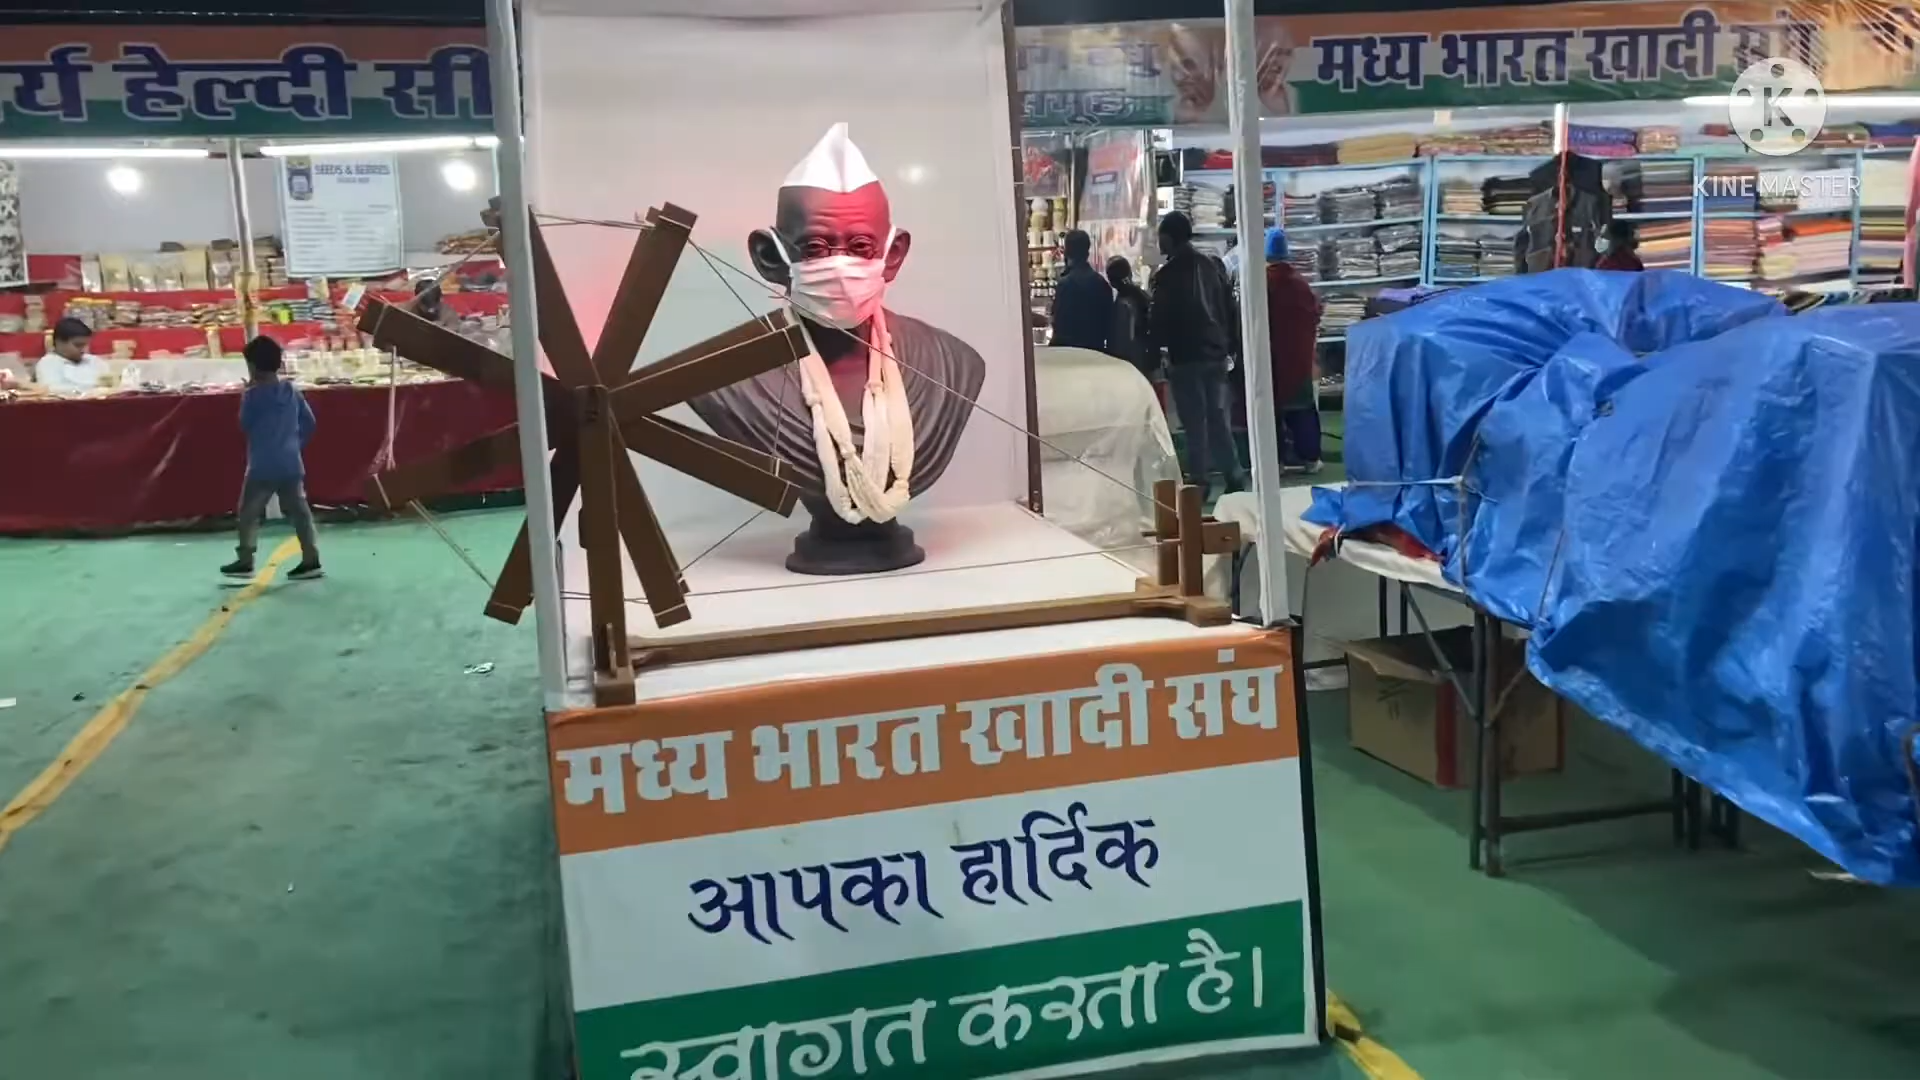 र्य हेल्दी सी
मध्य भारत खादी संघ
SEEDS & BERRIES
K
KINEMASTER
मध्य भारत खादी संघ
आपका हार्दिक
स्वागत करता है।